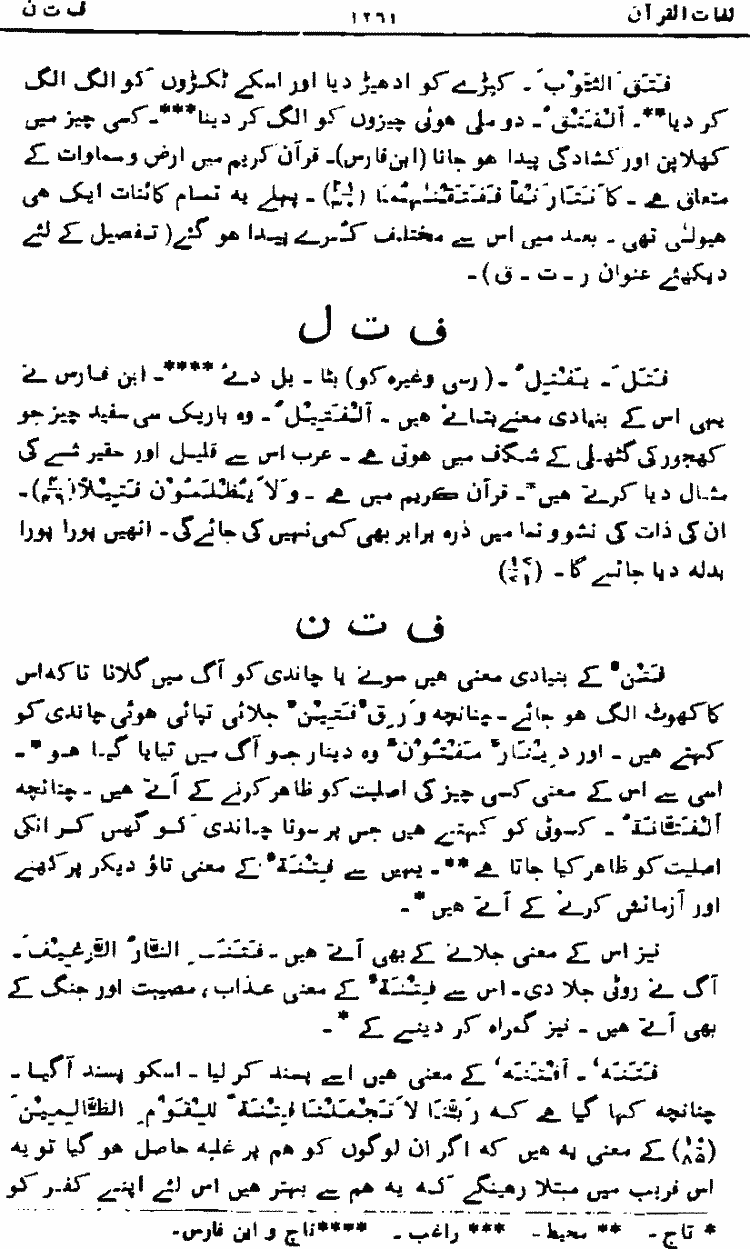 لغات القرآن ۱۲۶۱ ف ت ن
فَتَقَ الثَّوْبَ ۔ کپڑے کو ادھیڑ دیا اور اسکے ٹکڑوں کو الگ الگ
کر دیا**۔ اَلْفَتْقُ ۔ دو ملی ہوئی چیزوں کو الگ کر دینا***۔ کسی چیز میں
کھلاپن اور کشادگی پیدا ہو جانا (ابن فارس)۔ قرآن کریم میں ارض و سماوات کے
متعلق ہے ۔ کَانَتَا رَتْقاً فَفَتَقْنٰہُمَا (۲۱/۳۰) ۔ پہلے یہ تمام کائنات ایک ہی
ہیولٰی تھی ۔ بعد میں اس سے مختلف کرے پیدا ہو گئے ( تفصیل کے لئے
دیکھئے عنوان ر ۔ ت ۔ ق ) ۔
ف ت ل
فَتَلَ ۔ یَفْتِلُ ۔ ( رسی وغیرہ کو ) بٹا ۔ بل دئے ****۔ ابن فارس نے
یہی اس کے بنیادی معنے بتائے ہیں ۔ اَلْفَتِیْلُ ۔ وہ باریک سی سفید چیز جو
کھجور کی گٹھلی کے شگاف میں ہوتی ہے ۔ عرب اس سے قلیل اور حقیر شے کی
مثال دیا کرتے ہیں*۔ قرآن کریم میں ہے ۔ وَلَا یُظْلَمُوْنَ فَتِیْلاً (۴/۴۹)۔
ان کی ذات کی نشو و نما میں ذرہ برابر بھی کمی نہیں کی جائے گی ۔ انھیں پورا پورا
بدلہ دیا جائے گا ۔ (۱۷/۷۱)
ف ت ن
فَتْنٌ کے بنیادی معنی ہیں سونے یا چاندی کو آگ میں گلانا تاکہ اس
کا کھوٹ الگ ہو جائے ۔ چنانچہ وَرِقٌ فَتِیْنٌ جلائی تپائی ہوئی چاندی کو
کہتے ہیں ۔ اور دِیْنَارٌ مَفْتُوْنٌ وہ دینار جو آگ میں تپایا گیا ہو *۔
اسی سے اس کے معنی کسی چیز کی اصلیت کو ظاہر کرنے کے آتے ہیں ۔ چنانچہ
اَلْفَتَّانَةُ ۔ کسوٹی کو کہتے ہیں جس پر سونا چاندی کو گھس کر انکی
اصلیت کو ظاہر کیا جاتا ہے **۔ یہیں سے فِتْنَةٌ کے معنی تاؤ دیکر پرکھنے
اور آزمائش کرنے کے آتے ہیں *۔
نیز اس کے معنی جلانے کے بھی آتے ہیں ۔ فَتَنَتِ النَّارُ الرَّغِیْفَ ۔
آگ نے روٹی جلا دی ۔ اس سے فِتْنَةٌ کے معنی عذاب ، مصیبت اور جنگ کے
بھی آتے ہیں ۔ نیز گمراہ کر دینے کے *۔
فَتَنَہٗ ۔ اَفْتَنَہٗ کے معنی ہیں اسے پسند کر لیا ۔ اسکو پسند آگیا ۔
چنانچہ کہا گیا ہے کہ رَبَّنَا لَا تَجْعَلْنَا فِتْنَةً لِلْقَوْمِ الظَّالِمِیْنَ
(۱۰/۸۵) کے معنی یہ ہیں کہ اگر ان لوگوں کو ہم پر غلبہ حاصل ہو گیا تو یہ
اس فریب میں مبتلا رہینگے کہ یہ ہم سے بہتر ہیں اس لئے اپنے کفر کو
* تاج ۔ ** محیط ۔ *** راغب ۔ ****تاج و ابن فارس ۔